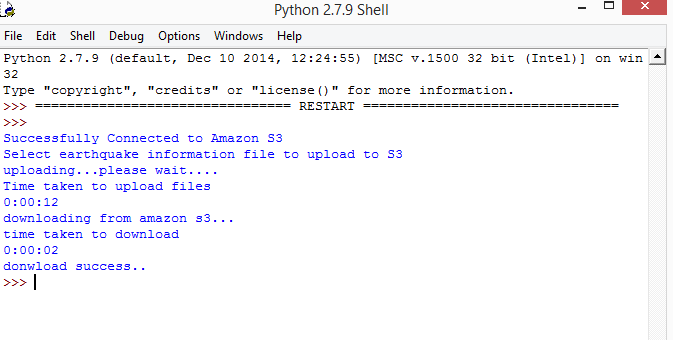 Python 2.7.9 Shell
File Edit Shell Debug Options Windows Help
Python 2.7.9 (default, Dec 10 2014, 12:24:55) [MSC v.1500 32 bit (Intel)] on win
32
Type "copyright", "credits" or "license()" for more information.
>>> ================================ RESTART ================================
>>>
Successfully Connected to Amazon S3
Select earthquake information file to upload to S3
uploading...please wait....
Time taken to upload files
0:00:12
downloading from amazon s3...
time taken to download
0:00:02
donwload success..
>>>